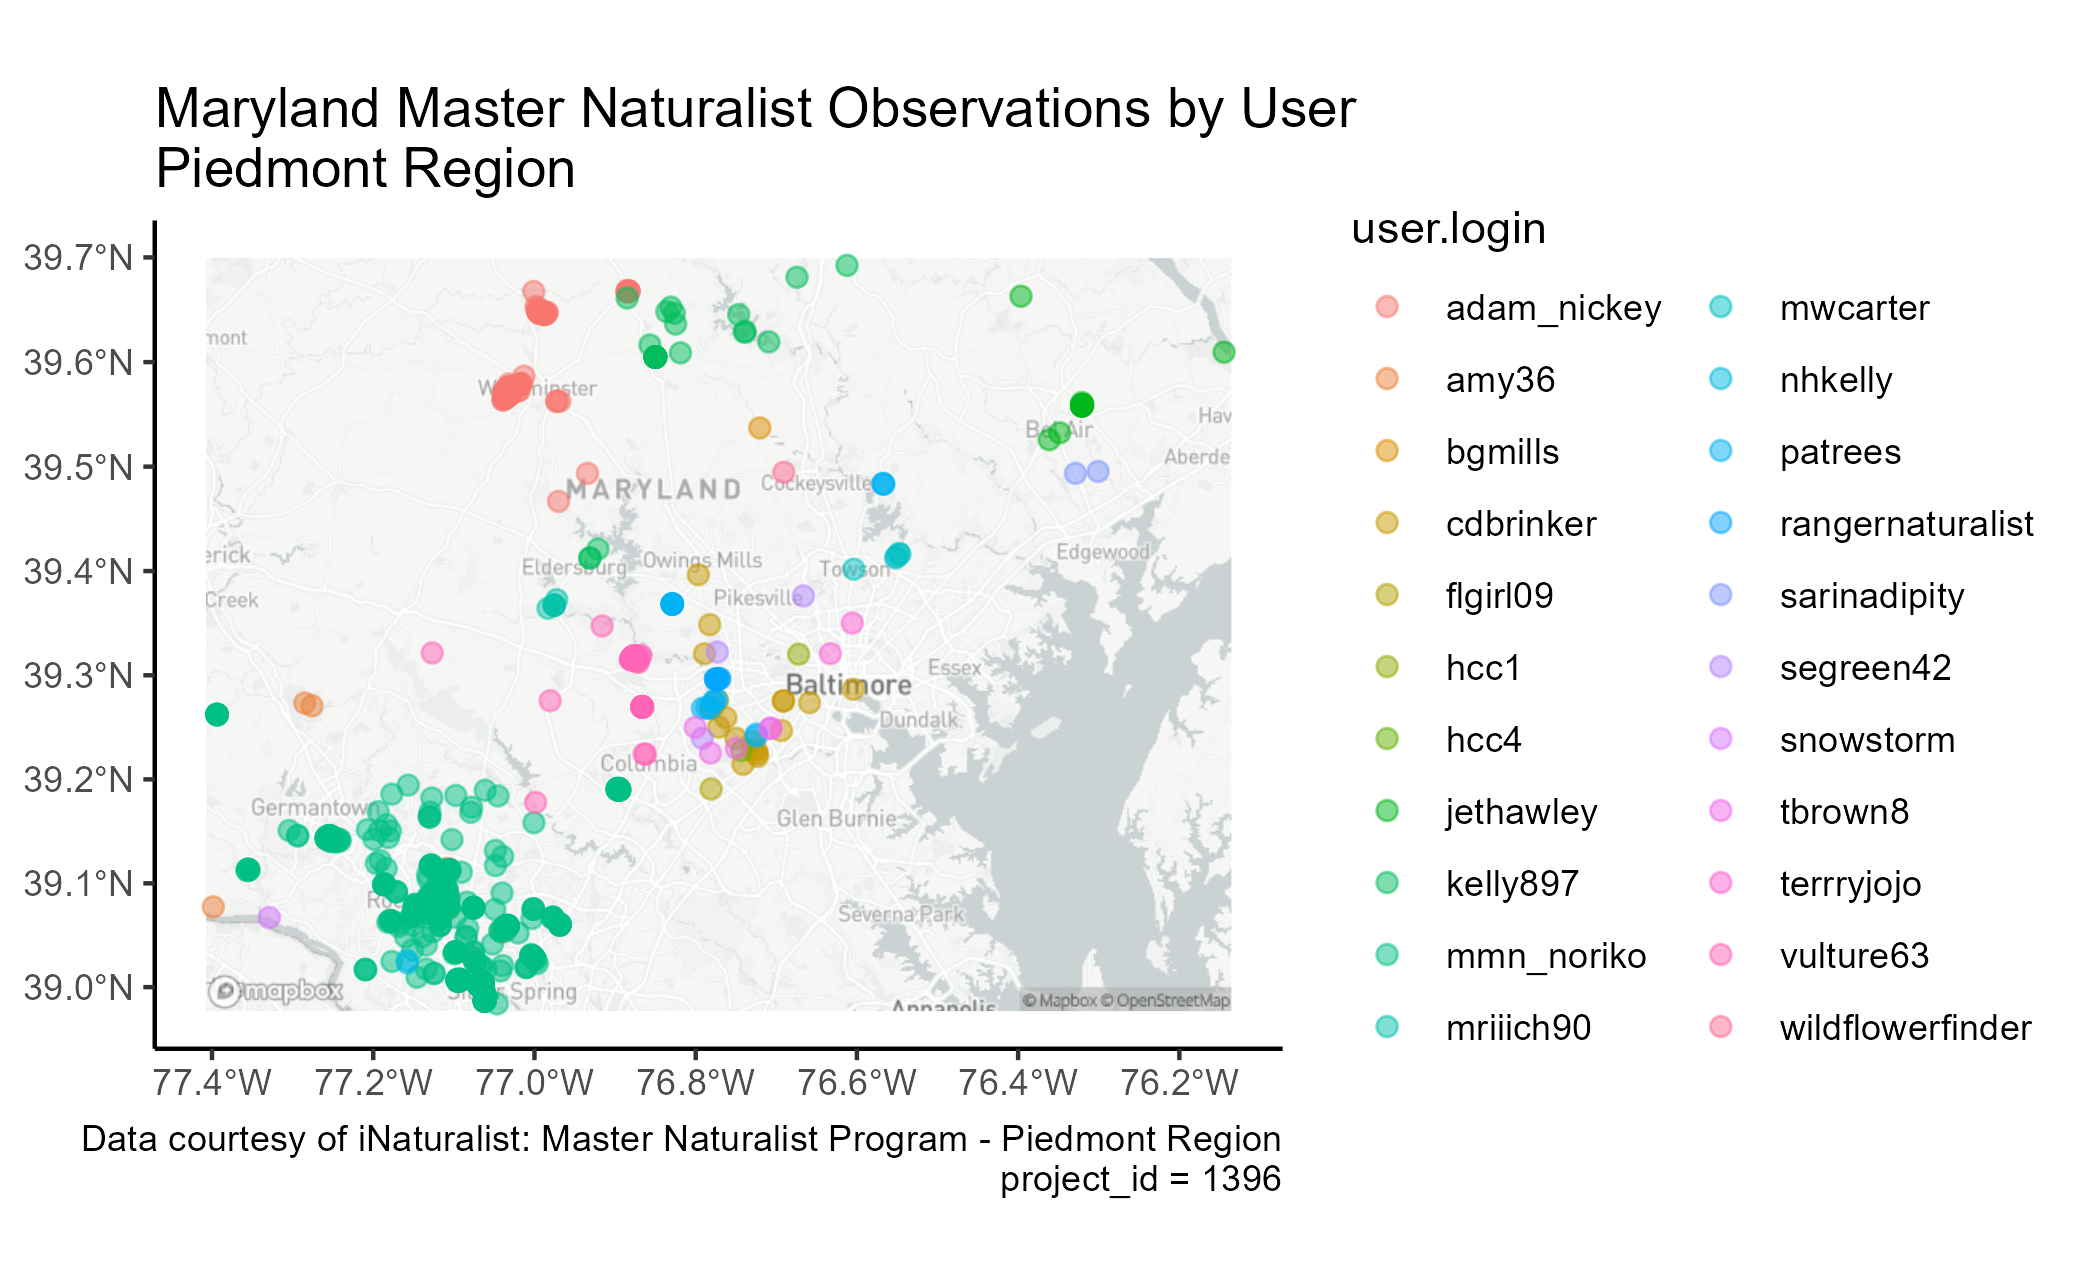 Maryland Master Naturalist Observations by User
Piedmont Region
user.login
39.7°N
39.6°N
39.5°N
39.4°N
39.3°N
39.2°N
39.1°N
39.0°N
mont
MARYLAND
Cockeysville
Hav
Aberde
erick
Eldersburg
Owings Mills
Towson
Edgewood
Creek
Pikesville
Baltimore
Essex
Dundalk
Columbia
Germantown
Glen Burnie
Severna Park
Spring
Annapolis
mapbox
© Mapbox © OpenStreetMap
77.4°W 77.2°W 77.0°W 76.8°W 76.6°W 76.4°W 76.2°W
adam_nickey
amy36
bgmills
cdbrinker
flgirl09
hcc1
hcc4
jethawley
kelly897
mmn_noriko
mriiich90
mwcarter
nhkelly
patrees
rangernaturalist
sarinadipity
segreen42
snowstorm
tbrown8
terrryjojo
vulture63
wildflowerfinder
Data courtesy of iNaturalist: Master Naturalist Program - Piedmont Region
project_id = 1396